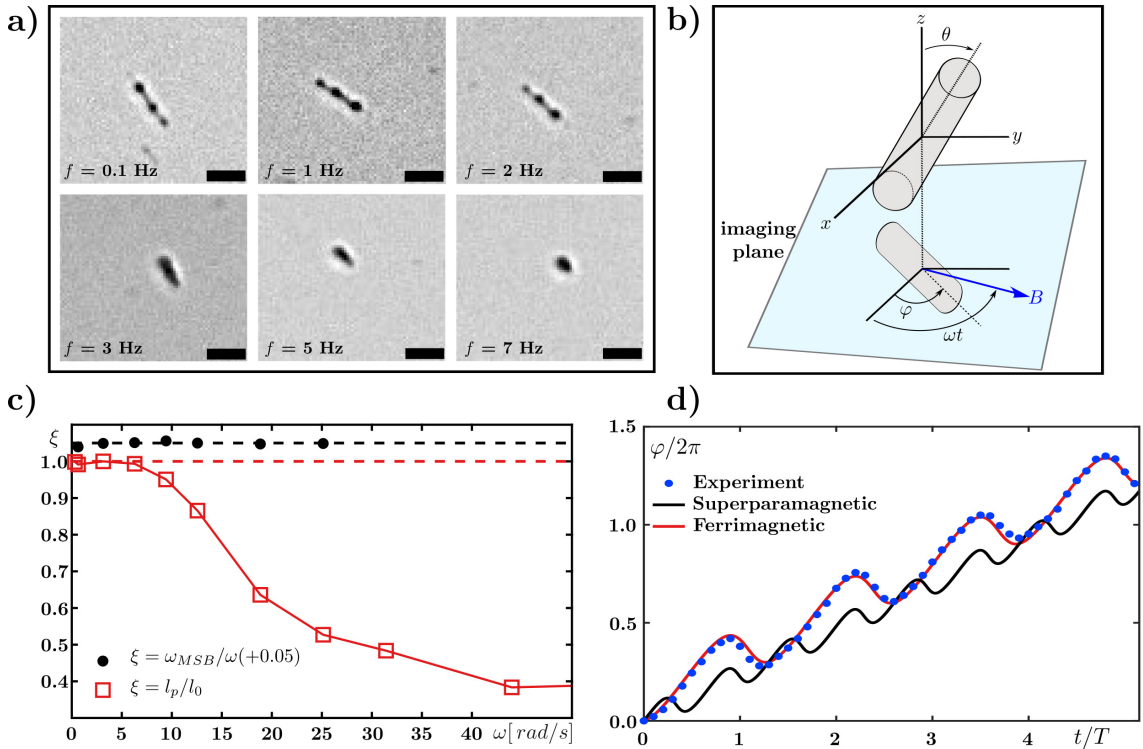 a)
f = 0.1 Hz
f = 1 Hz
f = 2 Hz
f = 3 Hz
f = 5 Hz
f = 7 Hz
b)
z
θ
y
x
imaging
plane
B
φ
ωt
c)
ξ
1.0
0.9
0.8
0.7
0.6
0.5
0.4
ξ = ω_MSB/ω(+0.05)
ξ = l_p/l_0
0 5 10 15 20 25 30 35 40 ω[rad/s]
d)
1.5
φ/2π
Experiment
Superparamagnetic
Ferrimagnetic
1.0
0.5
0.0
0 1 2 3 4 t/T